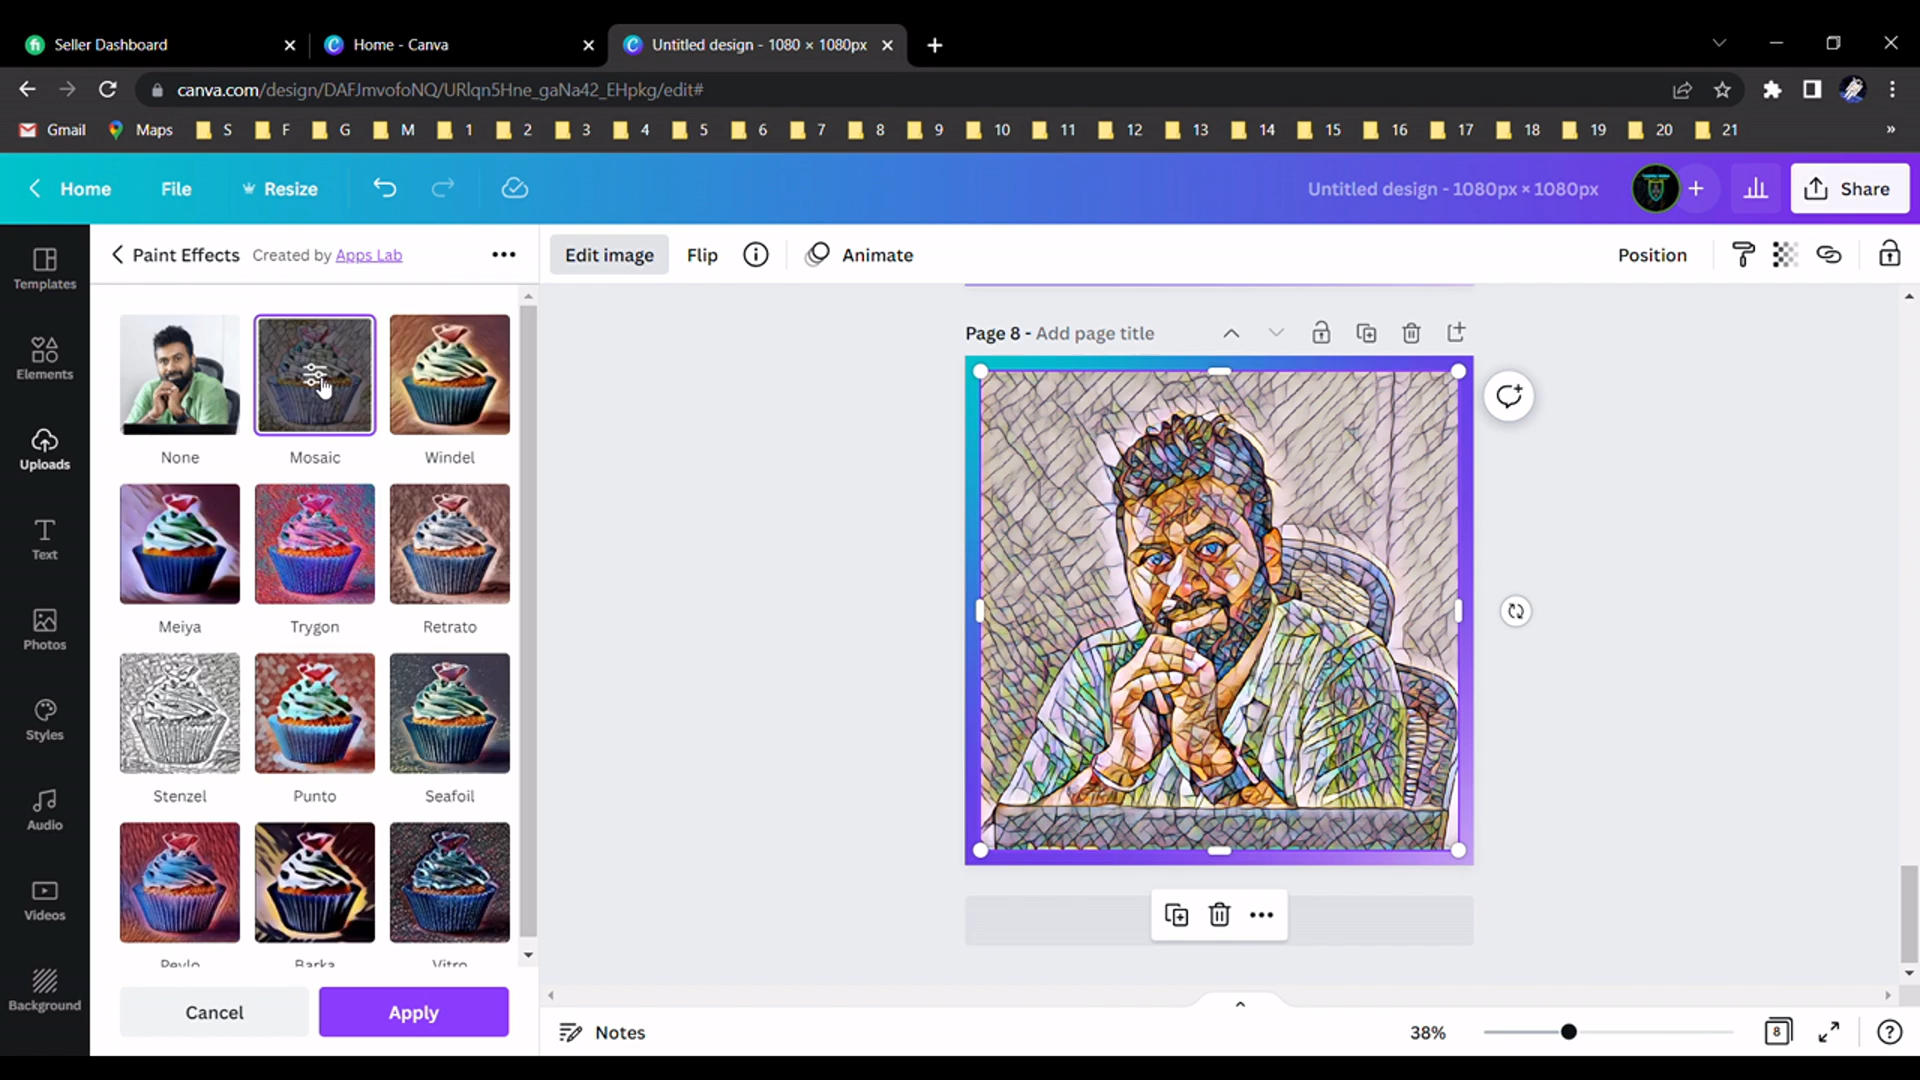 Seller Dashboard
Home - Canva
Untitled design - 1080 × 1080px
canva.com/design/DAFJmvofoNQ/URlqn5Hne_gaNa42_EHpkg/edit#
Gmail Maps S F G M 1 2 3 4 5 6 7 8 9 10 11 12 13 14 15 16 17 18 19 20 21 »
Home File Resize Untitled design - 1080px × 1080px Share
Templates
Elements
Uploads
Text
Photos
Styles
Audio
Videos
Background
Paint Effects Created by Apps Lab
None Mosaic Windel
Meiya Trygon Retrato
Stenzel Punto Seafoil
Cancel Apply
Edit image Flip Animate Position
Page 8 - Add page title
Notes 38% 8